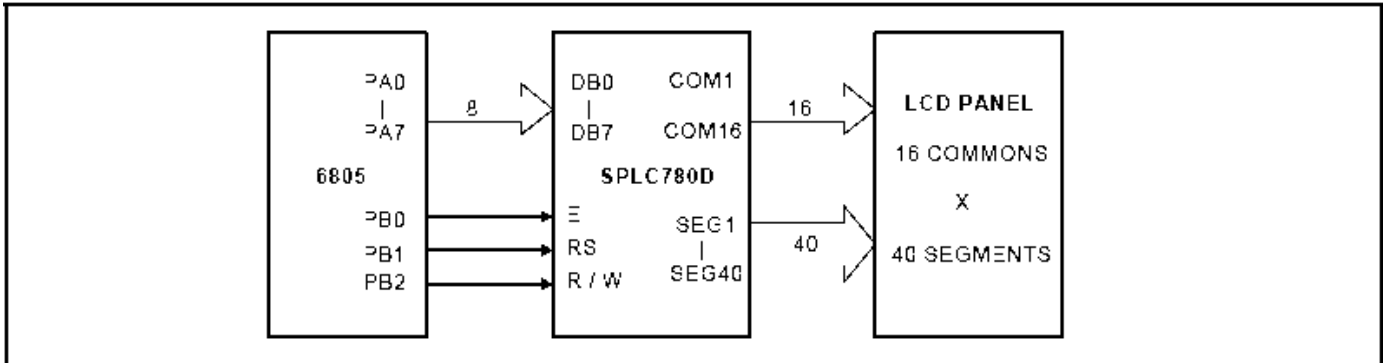 PA0
|
PA7
6805
PB0
PB1
PB2
8
DB0
|
DB7
COM1
COM16
SPLC780D
E
RS
R / W
SEG1
|
SEG40
16
40
LCD PANEL
16 COMMONS
X
40 SEGMENTS